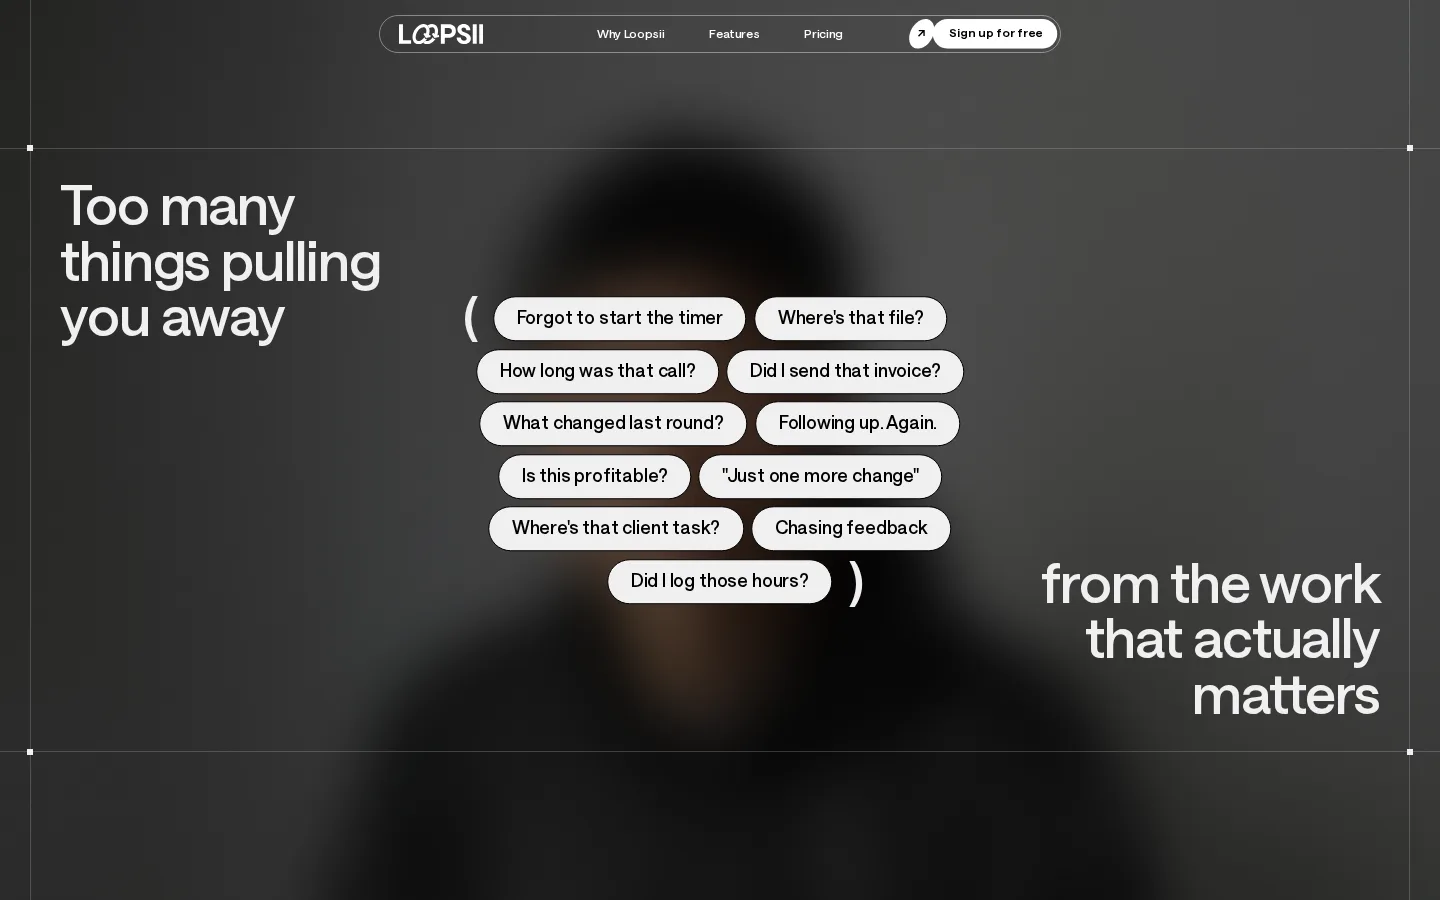 LOOPSII
Why Loopsii
Features
Pricing
Sign up for free
Too many
things pulling
you away
( Forgot to start the timer Where's that file?
How long was that call? Did I send that invoice?
What changed last round? Following up. Again.
Is this profitable? "Just one more change"
Where's that client task? Chasing feedback
Did I log those hours? )
from the work
that actually
matters